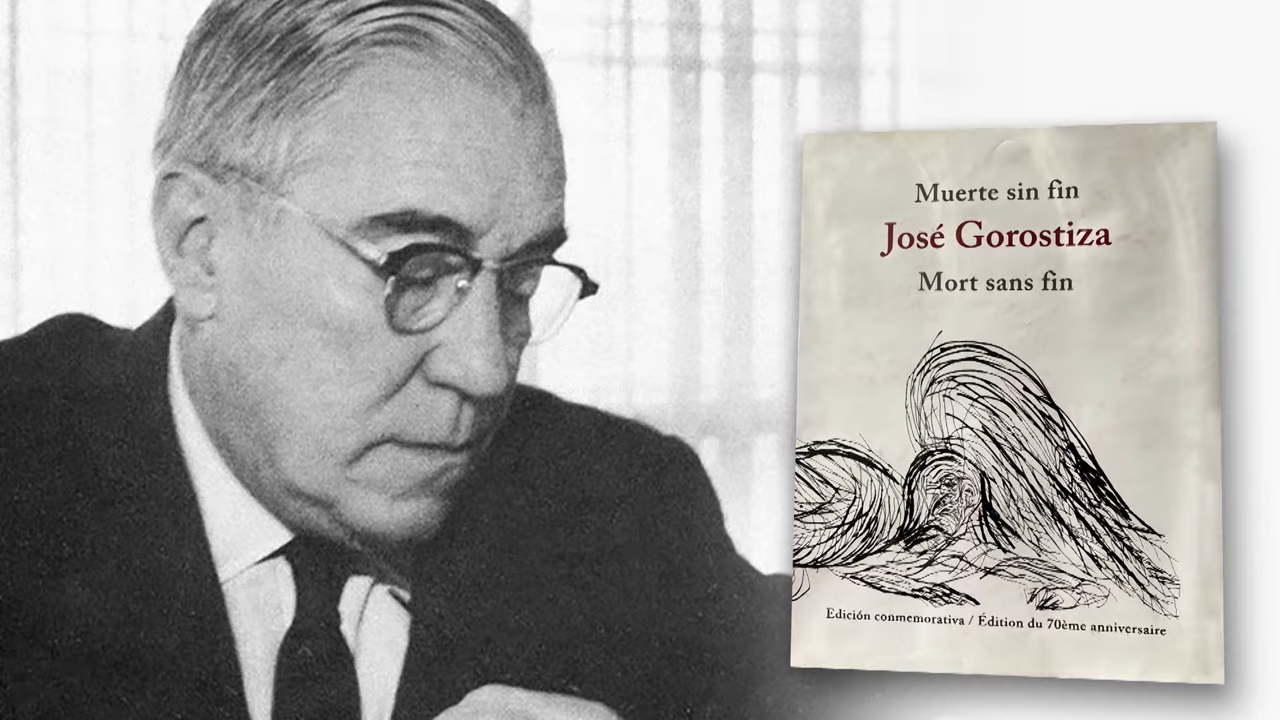 Muerte sin fin
José Gorostiza
Mort sans fin
Edición conmemorativa / Édition du 70ème anniversaire